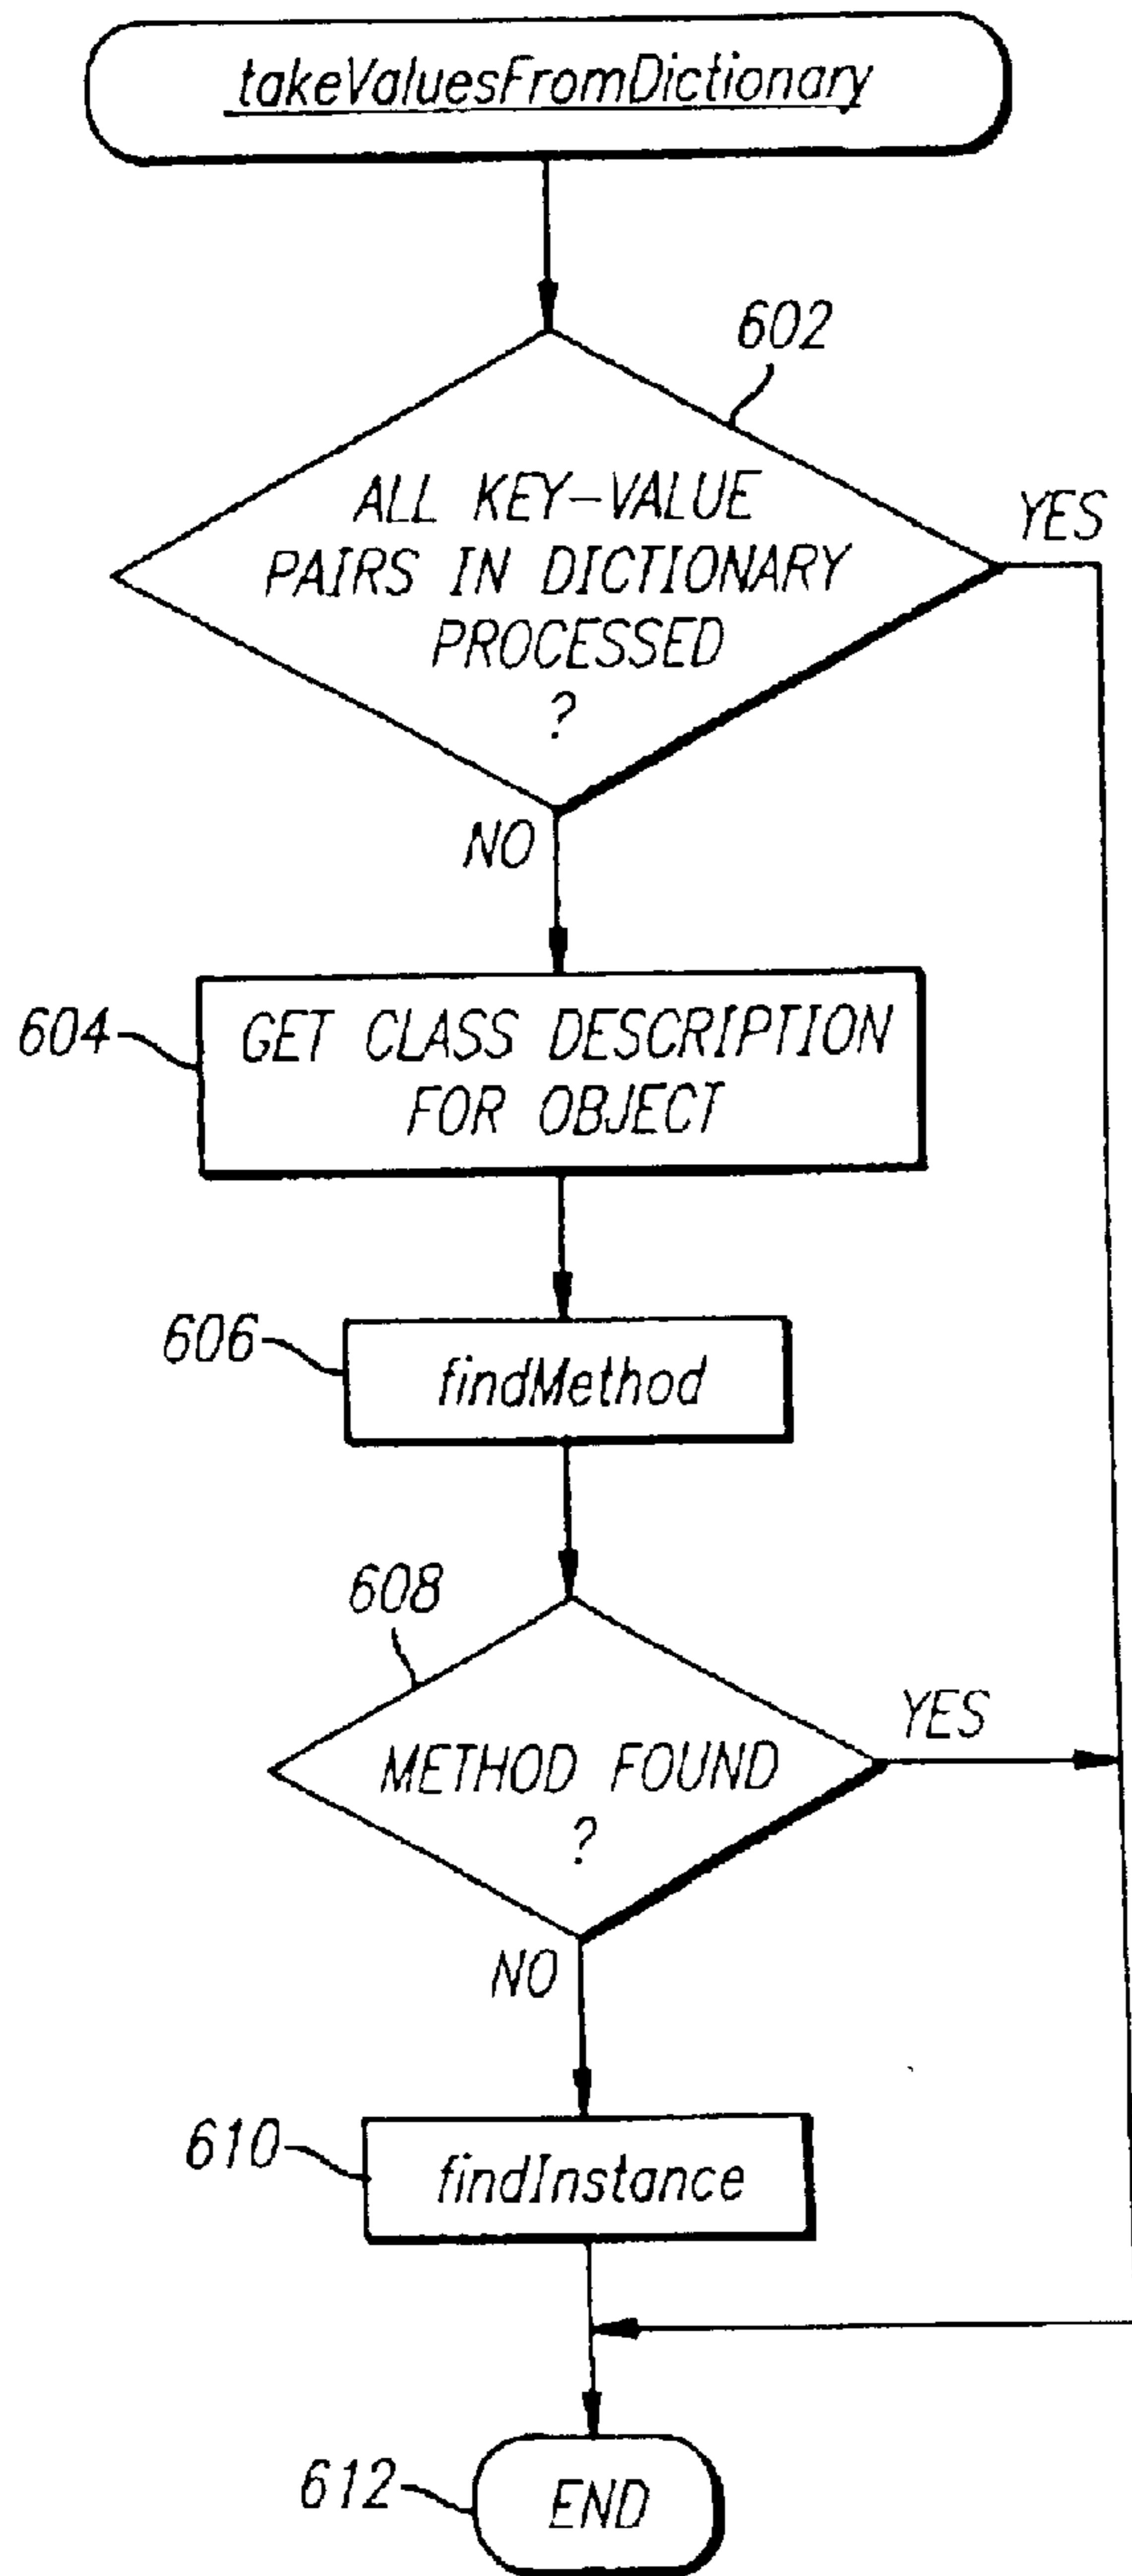 takeValuesFromDictionary
602
ALL KEY-VALUE
PAIRS IN DICTIONARY
PROCESSED
?
YES
NO
604
GET CLASS DESCRIPTION
FOR OBJECT
606
findMethod
608
METHOD FOUND
?
YES
NO
610
findInstance
612
END